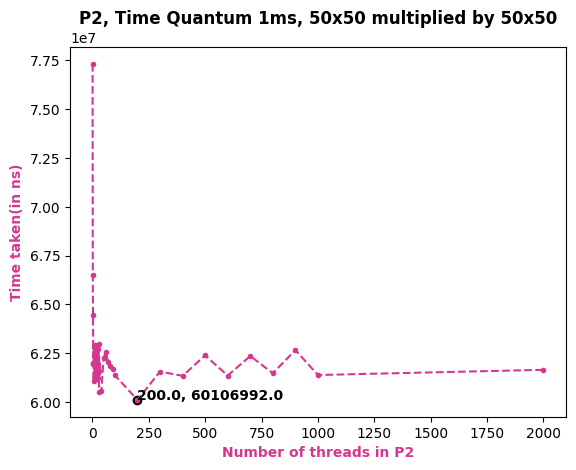 P2, Time Quantum 1ms, 50x50 multiplied by 50x50
1e7
7.75
7.50
7.25
7.00
6.75
6.50
6.25
6.00
Time taken(in ns)
200.0, 60106992.0
0 250 500 750 1000 1250 1500 1750 2000
Number of threads in P2